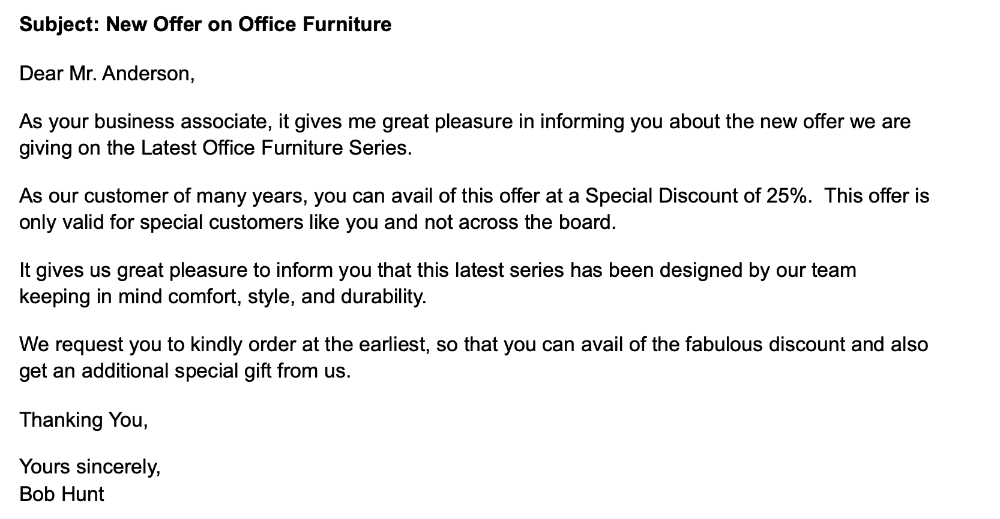 Subject: New Offer on Office Furniture
Dear Mr. Anderson,
As your business associate, it gives me great pleasure in informing you about the new offer we are
giving on the Latest Office Furniture Series.
As our customer of many years, you can avail of this offer at a Special Discount of 25%.  This offer is
only valid for special customers like you and not across the board.
It gives us great pleasure to inform you that this latest series has been designed by our team
keeping in mind comfort, style, and durability.
We request you to kindly order at the earliest, so that you can avail of the fabulous discount and also
get an additional special gift from us.
Thanking You,
Yours sincerely,
Bob Hunt